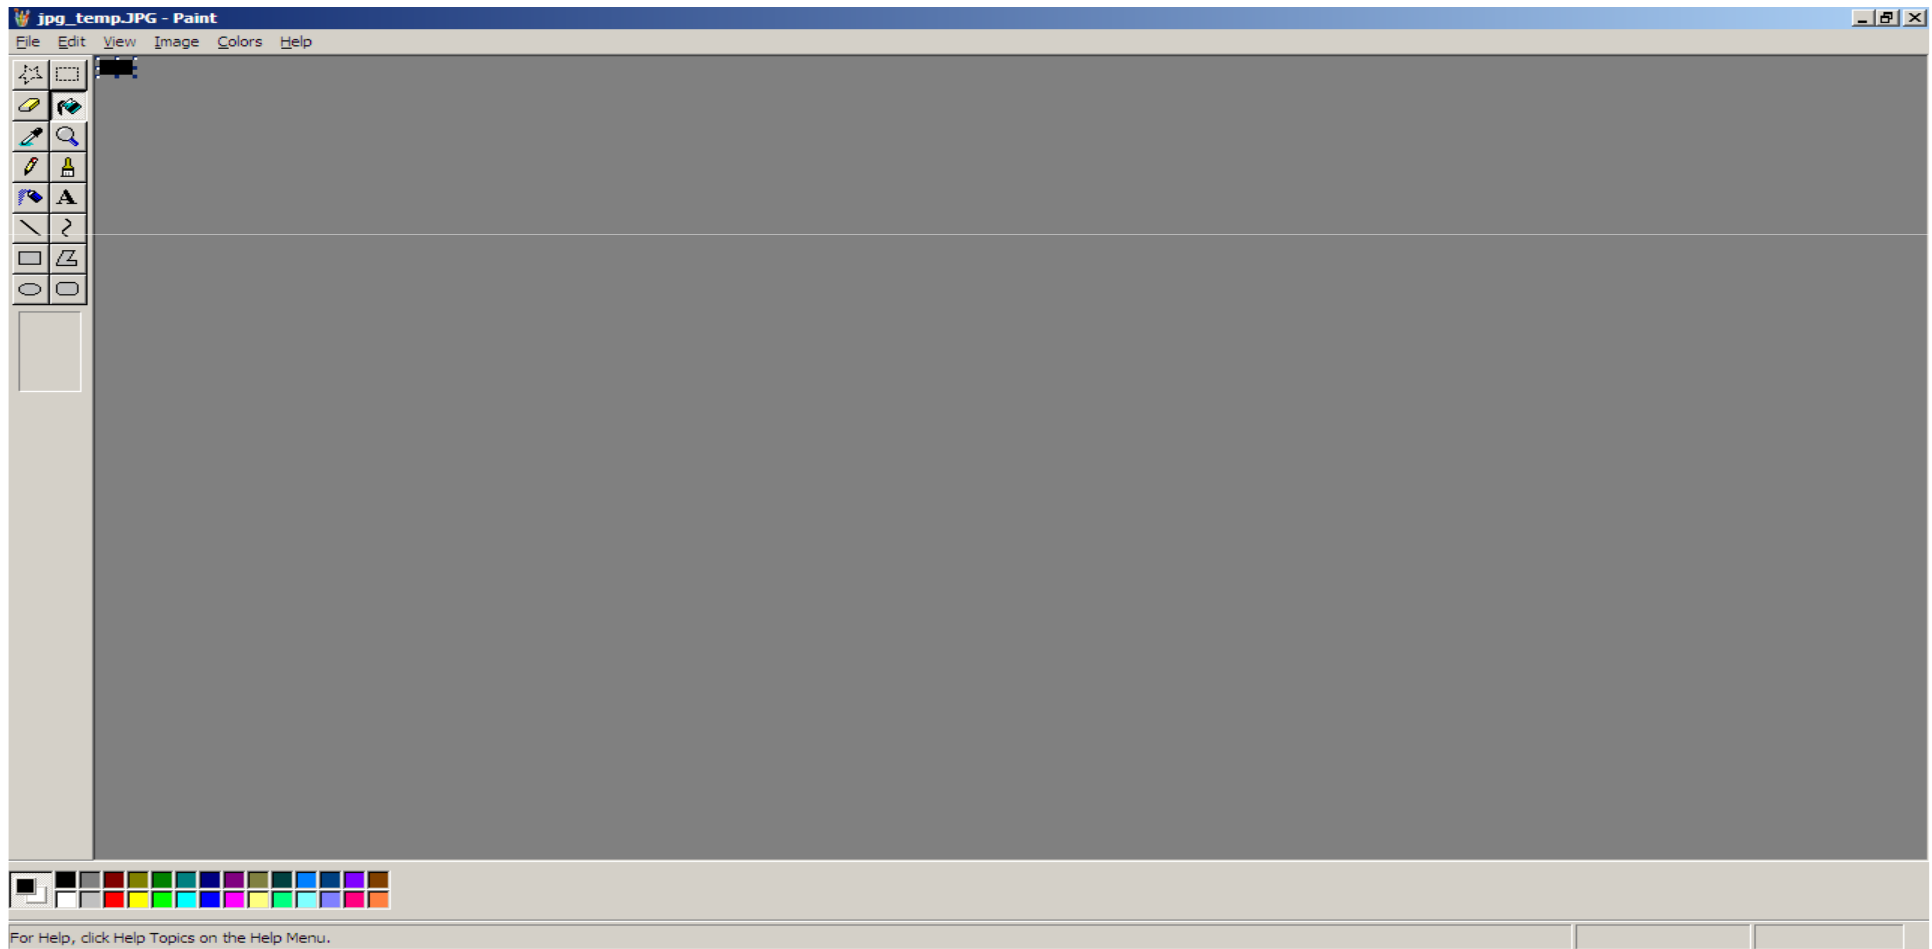 jpg_temp.JPG - Paint
File Edit View Image Colors Help
A
For Help, click Help Topics on the Help Menu.